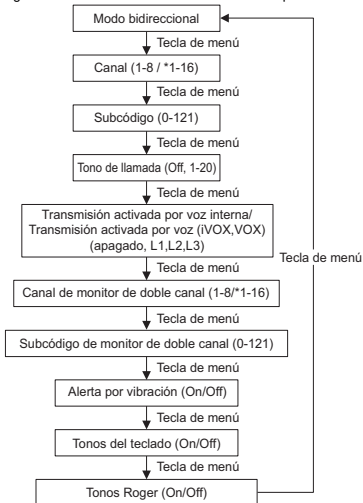 Modo bidireccional
Tecla de menú
Canal (1-8 / *1-16)
Tecla de menú
Subcódigo (0-121)
Tecla de menú
Tono de llamada (Off, 1-20)
Tecla de menú
Transmisión activada por voz interna/
Transmisión activada por voz (iVOX,VOX)
(apagado, L1,L2,L3)
Tecla de menú
Tecla de menú
Canal de monitor de doble canal (1-8/*1-16)
Tecla de menú
Subcódigo de monitor de doble canal (0-121)
Tecla de menú
Alerta por vibración (On/Off)
Tecla de menú
Tonos del teclado (On/Off)
Tecla de menú
Tonos Roger (On/Off)